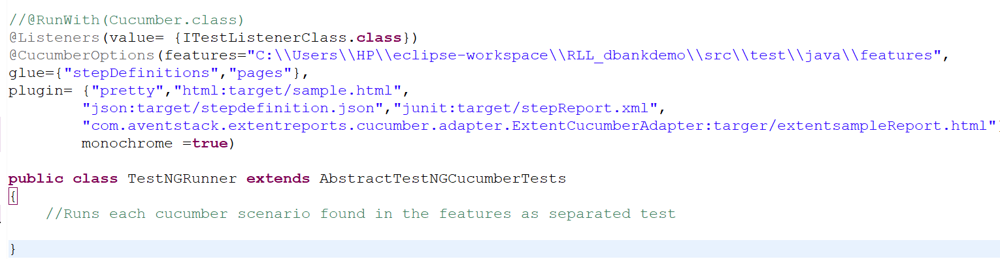 //@RunWith(Cucumber.class)
@Listeners(value= {ITestListenerClass.class})
@CucumberOptions(features="C:\\Users\\HP\\eclipse-workspace\\RLL_dbankdemo\\src\\test\\java\\features",
glue={"stepDefinitions","pages"},
plugin= {"pretty","html:target/sample.html",
"json:target/stepdefinition.json","junit:target/stepReport.xml",
"com.aventstack.extentreports.cucumber.adapter.ExtentCucumberAdapter:targer/extentsampleReport.html"
monochrome =true)
public class TestNGRunner extends AbstractTestNGCucumberTests
{
//Runs each cucumber scenario found in the features as separated test
}